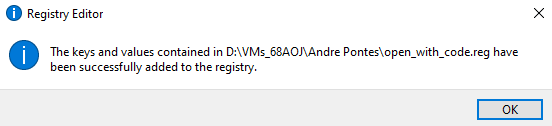 Registry Editor
The keys and values contained in D:\VMs_68AOJ\Andre Pontes\open_with_code.reg have
been successfully added to the registry.
OK